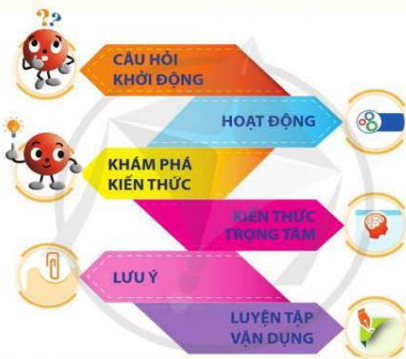 CÂU HỎI
KHỞI ĐỘNG
HOẠT ĐỘNG
KHÁM PHÁ
KIẾN THỨC
KIẾN THỨC
TRỌNG TÂM
LƯU Ý
LUYỆN TẬP
VẬN DỤNG